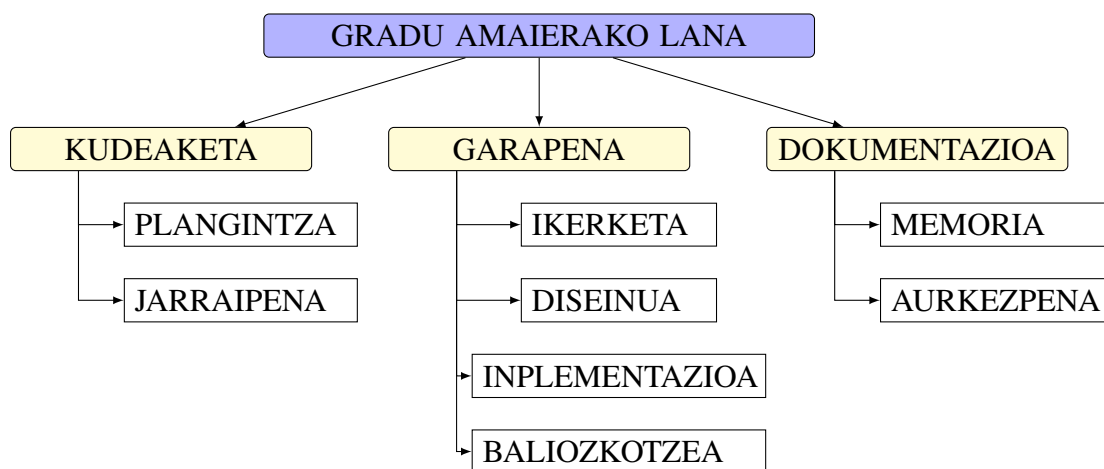 GRADU AMAIERAKO LANA
KUDEAKETA
GARAPENA
DOKUMENTAZIOA
PLANGINTZA
IKERKETA
MEMORIA
JARRAIPENA
DISEINUA
AURKEZPENA
INPLEMENTAZIOA
BALIOZKOTZEA